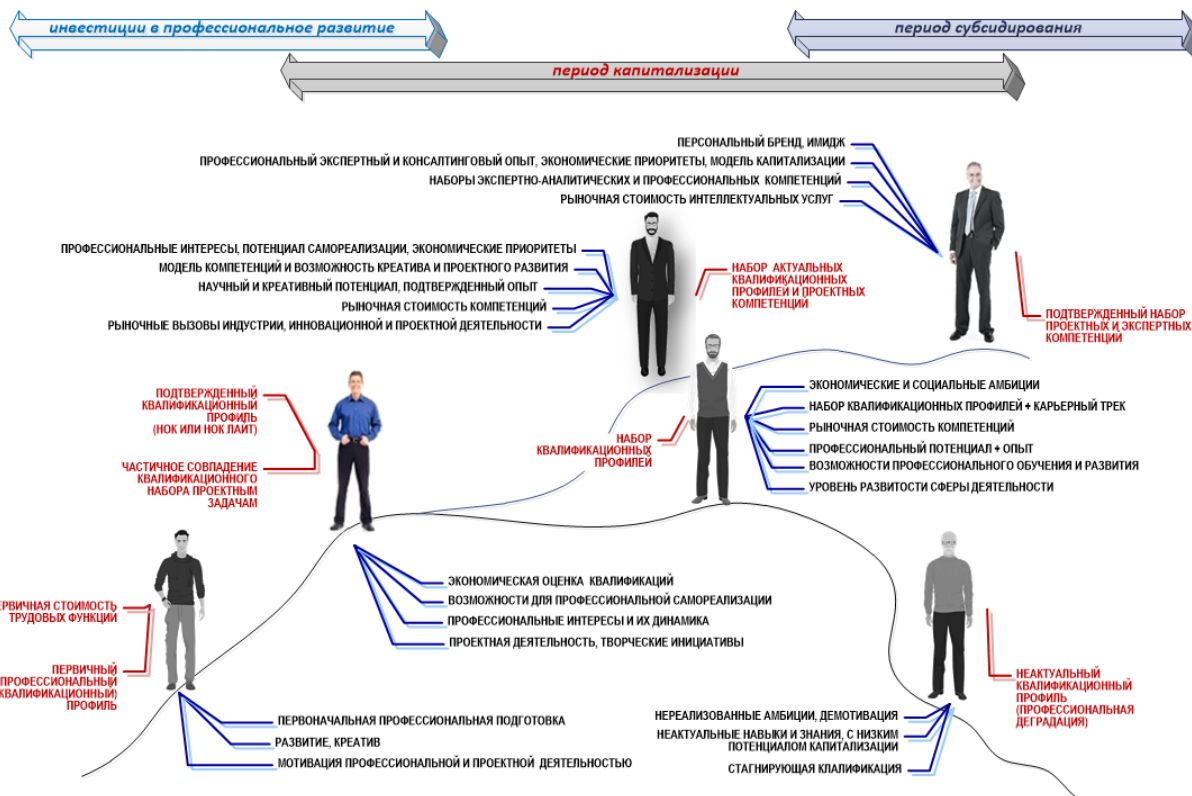 инвестиции в профессиональное развитие
период субсидирования
период капитализации
ПЕРСОНАЛЬНЫЙ БРЕНД, ИМИДЖ
ПРОФЕССИОНАЛЬНЫЙ ЭКСПЕРТНЫЙ И КОНСАЛТИНГОВЫЙ ОПЫТ, ЭКОНОМИЧЕСКИЕ ПРИОРИТЕТЫ, МОДЕЛЬ КАПИТАЛИЗАЦИИ
НАБОРЫ ЭКСПЕРТНО-АНАЛИТИЧЕСКИХ И ПРОФЕССИОНАЛЬНЫХ КОМПЕТЕНЦИЙ
РЫНОЧНАЯ СТОИМОСТЬ ИНТЕЛЛЕКТУАЛЬНЫХ УСЛУГ
ПРОФЕССИОНАЛЬНЫЕ ИНТЕРЕСЫ, ПОТЕНЦИАЛ САМОРЕАЛИЗАЦИИ, ЭКОНОМИЧЕСКИЕ ПРИОРИТЕТЫ
МОДЕЛЬ КОМПЕТЕНЦИЙ И ВОЗМОЖНОСТЬ КРЕАТИВА И ПРОЕКТНОГО РАЗВИТИЯ
НАУЧНЫЙ И КРЕАТИВНЫЙ ПОТЕНЦИАЛ, ПОДТВЕРЖДЕННЫЙ ОПЫТ
РЫНОЧНАЯ СТОИМОСТЬ КОМПЕТЕНЦИЙ
РЫНОЧНЫЕ ВЫЗОВЫ ИНДУСТРИИ, ИННОВАЦИОННОЙ И ПРОЕКТНОЙ ДЕЯТЕЛЬНОСТИ
НАБОР АКТУАЛЬНЫХ
КВАЛИФИКАЦИОННЫХ
ПРОФИЛЕЙ И ПРОЕКТНЫХ
КОМПЕТЕНЦИИ
ПОДТВЕРЖДЕННЫЙ НАБОР
ПРОЕКТНЫХ И ЭКСПЕРТНЫХ
КОМПЕТЕНЦИЙ
ПОДТВЕРЖДЕННЫЙ
КВАЛИФИКАЦИОННЫЙ
ПРОФИЛЬ
(НОК ИЛИ НОК ЛАЙТ)
ЧАСТИЧНОЕ СОВПАДЕНИЕ
КВАЛИФИКАЦИОННОГО
НАБОРА ПРОЕКТНЫМ
ЗАДАЧАМ
НАБОР
КВАЛИФИКАЦИОННЫХ
ПРОФИЛЕЙ
ЭКОНОМИЧЕСКИЕ И СОЦИАЛЬНЫЕ АМБИЦИИ
НАБОР КВАЛИФИКАЦИОННЫХ ПРОФИЛЕЙ + КАРЬЕРНЫЙ ТРЕК
РЫНОЧНАЯ СТОИМОСТЬ КОМПЕТЕНЦИЙ
ПРОФЕССИОНАЛЬНЫЙ ПОТЕНЦИАЛ + ОПЫТ
ВОЗМОЖНОСТИ ПРОФЕССИОНАЛЬНОГО ОБУЧЕНИЯ И РАЗВИТИЯ
УРОВЕНЬ РАЗВИТОСТИ СФЕРЫ ДЕЯТЕЛЬНОСТИ
ЭКОНОМИЧЕСКАЯ ОЦЕНКА КВАЛИФИКАЦИЙ
ВОЗМОЖНОСТИ ДЛЯ ПРОФЕССИОНАЛЬНОЙ САМОРЕАЛИЗАЦИИ
ПРОФЕССИОНАЛЬНЫЕ ИНТЕРЕСЫ И ИХ ДИНАМИКА
ПРОЕКТНАЯ ДЕЯТЕЛЬНОСТЬ, ТВОРЧЕСКИЕ ИНИЦИАТИВЫ
ЕРВИЧНАЯ СТОИМОСТЬ
ТРУДОВЫХ ФУНКЦИЙ
ПЕРВИЧНЫЙ
ПРОФЕССИОНАЛЬНЫЙ
КВАЛИФИКАЦИОННЫЙ)
ПРОФИЛЬ
ПЕРВОНАЧАЛЬНАЯ ПРОФЕССИОНАЛЬНАЯ ПОДГОТОВКА
РАЗВИТИЕ, КРЕАТИВ
МОТИВАЦИЯ ПРОФЕССИОНАЛЬНОЙ И ПРОЕКТНОЙ ДЕЯТЕЛЬНОСТЬЮ
НЕРЕАЛИЗОВАННЫЕ АМБИЦИИ, ДЕМОТИВАЦИЯ
НЕАКТУАЛЬНЫЕ НАВЫКИ И ЗНАНИЯ, С НИЗКИМ
ПОТЕНЦИАЛОМ КАПИТАЛИЗАЦИИ
СТАГНИРУЮЩАЯ КЛАЛИФИКАЦИЯ
НЕАКТУАЛЬНЫЙ
КВАЛИФИКАЦИОННЫЙ
ПРОФИЛЬ
(ПРОФЕССИОНАЛЬНАЯ
ДЕГРАДАЦИЯ)